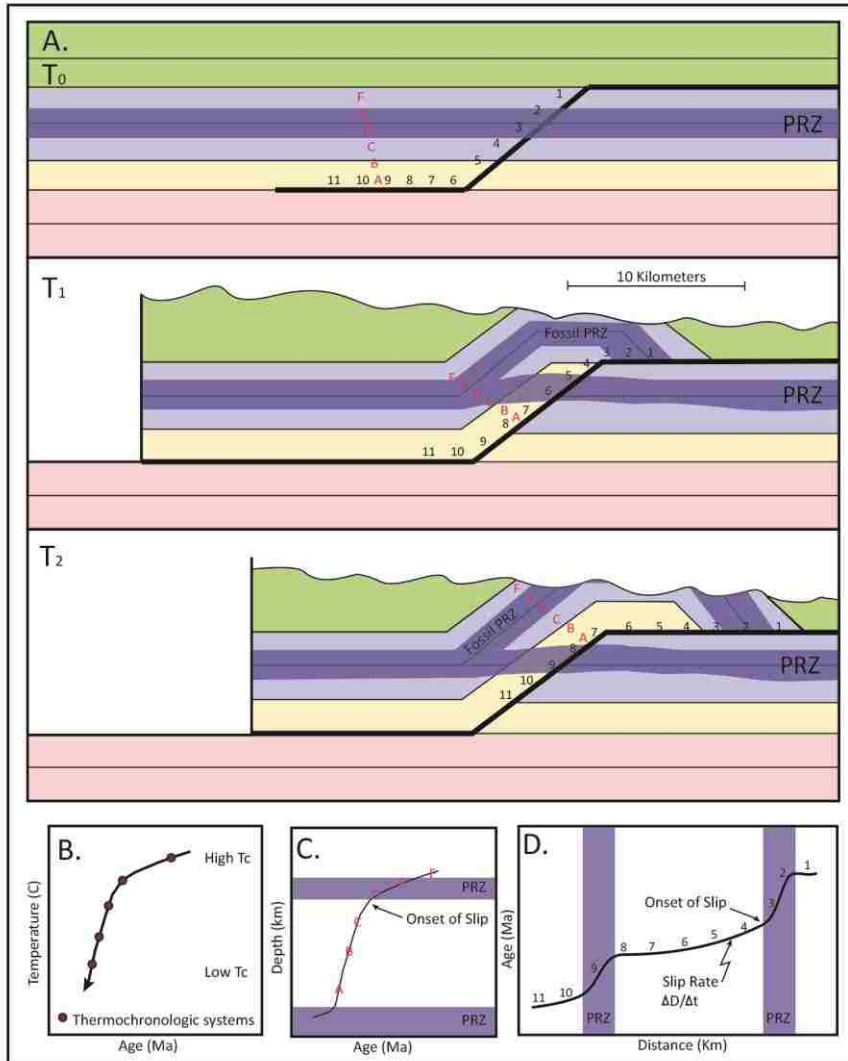 A.
T0
F
E
D
C
B
A
1
2
3
4
5
11 10 9 8 7 6
PRZ
T1
10 Kilometers
Fossil PRZ
3 2 1
4
5
6
7
8
9
11 10
F
C
B
A
PRZ
T2
F
C
B
A
Fossil PRZ
7 6 5 4 3 2 1
8
9
10
11
PRZ
B.
High Tc
Low Tc
Thermochronologic systems
Temperature (C)
Age (Ma)
C.
F
PRZ
Onset of Slip
C
B
A
PRZ
Depth (km)
Age (Ma)
D.
2 1
3
Onset of Slip
4
5
6
7
8
9
10
11
Slip Rate
ΔD/Δt
PRZ
PRZ
Age (Ma)
Distance (Km)